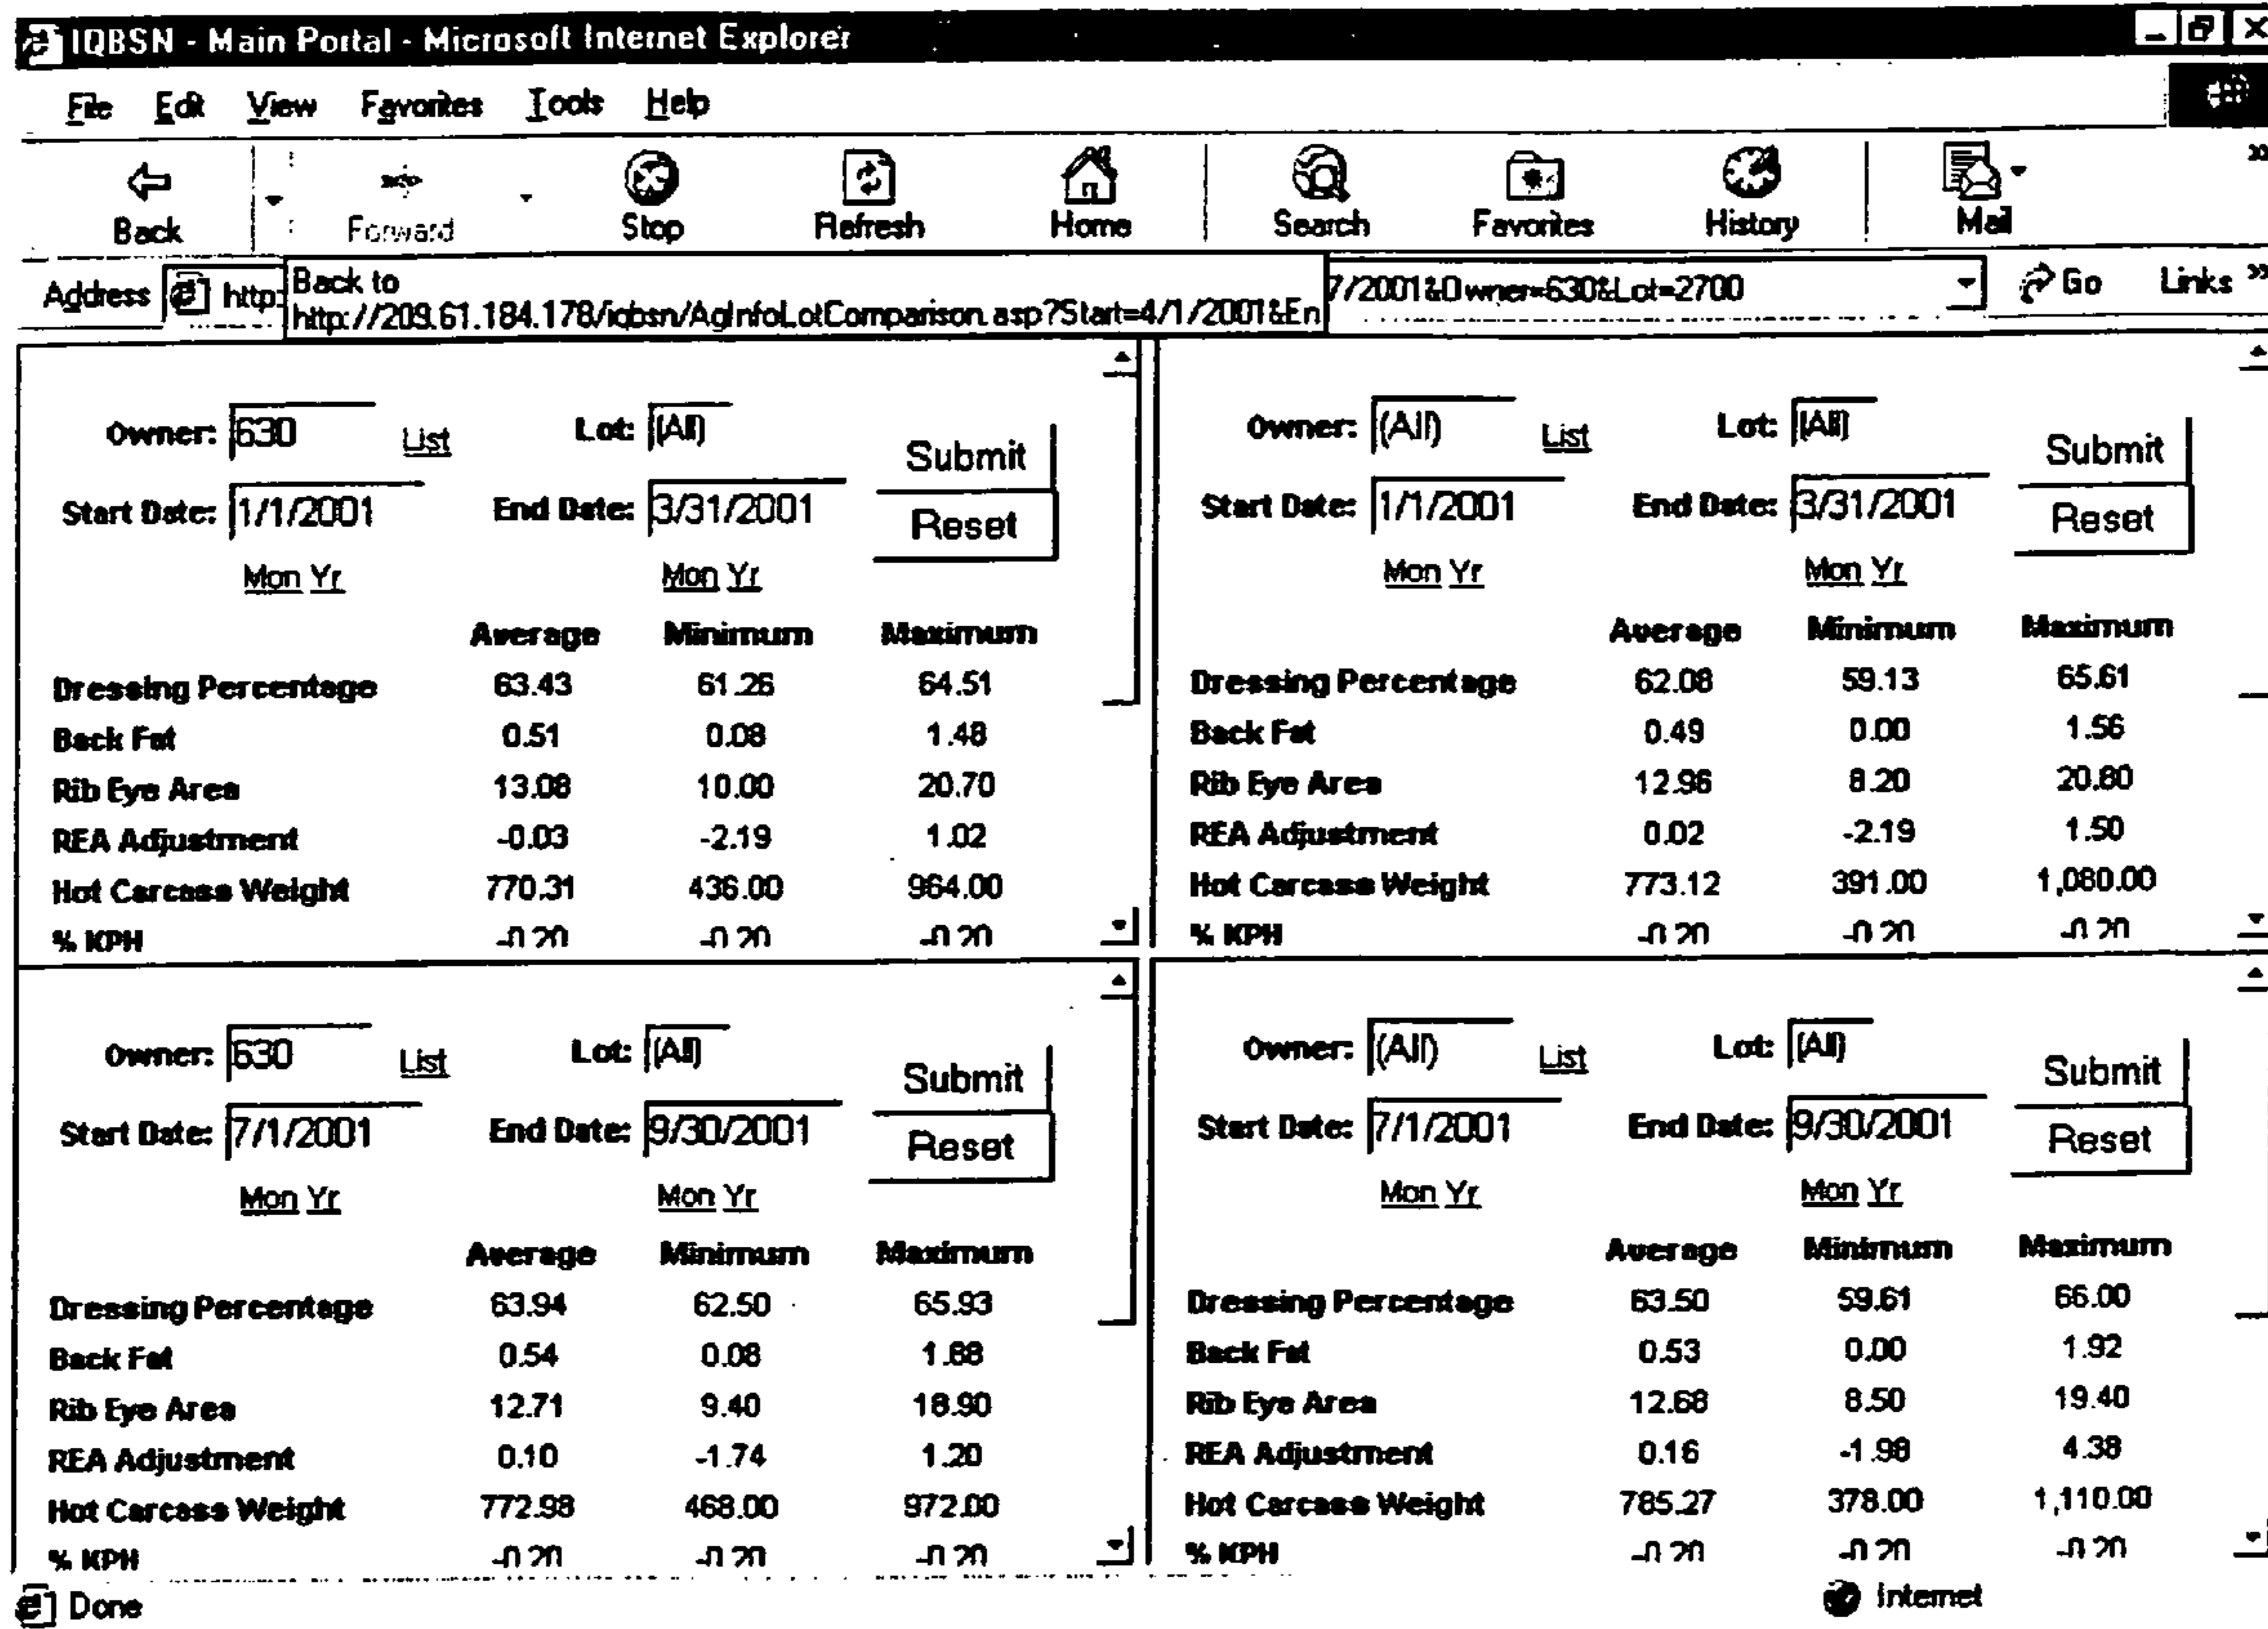 IQBSN - Main Portal - Microsoft Internet Explorer
File Edit View Favorites Tools Help
Back Forward Stop Refresh Home Search Favorites History Mail
Address http: Back to 7/2001&Owner=630&Lot=2700 Go Links »
http://209.61.184.178/iqbsn/AgInfoLotComparison.asp?Start=4/1/2001&En
Owner: 630 List Lot: (All) Submit
Start Date: 1/1/2001 End Date: 3/31/2001 Reset
Mon Yr Mon Yr
Average Minimum Maximum
Dressing Percentage 63.43 61.26 64.51
Back Fat 0.51 0.08 1.48
Rib Eye Area 13.08 10.00 20.70
REA Adjustment -0.03 -2.19 1.02
Hot Carcass Weight 770.31 436.00 964.00
% KPH -0.20 -0.20 -0.20
Owner: (All) List Lot: (All) Submit
Start Date: 1/1/2001 End Date: 3/31/2001 Reset
Mon Yr Mon Yr
Average Minimum Maximum
Dressing Percentage 62.08 59.13 65.61
Back Fat 0.49 0.00 1.56
Rib Eye Area 12.96 8.20 20.80
REA Adjustment 0.02 -2.19 1.50
Hot Carcass Weight 773.12 391.00 1,080.00
% KPH -0.20 -0.20 -0.20
Owner: 630 List Lot: (All) Submit
Start Date: 7/1/2001 End Date: 9/30/2001 Reset
Mon Yr Mon Yr
Average Minimum Maximum
Dressing Percentage 63.94 62.50 65.93
Back Fat 0.54 0.08 1.88
Rib Eye Area 12.71 9.40 18.90
REA Adjustment 0.10 -1.74 1.20
Hot Carcass Weight 772.98 468.00 972.00
% KPH -0.20 -0.20 -0.20
Owner: (All) List Lot: (All) Submit
Start Date: 7/1/2001 End Date: 9/30/2001 Reset
Mon Yr Mon Yr
Average Minimum Maximum
Dressing Percentage 63.50 59.61 66.00
Back Fat 0.53 0.00 1.92
Rib Eye Area 12.68 8.50 19.40
REA Adjustment 0.16 -1.98 4.38
Hot Carcass Weight 785.27 378.00 1,110.00
% KPH -0.20 -0.20 -0.20
Done Internet